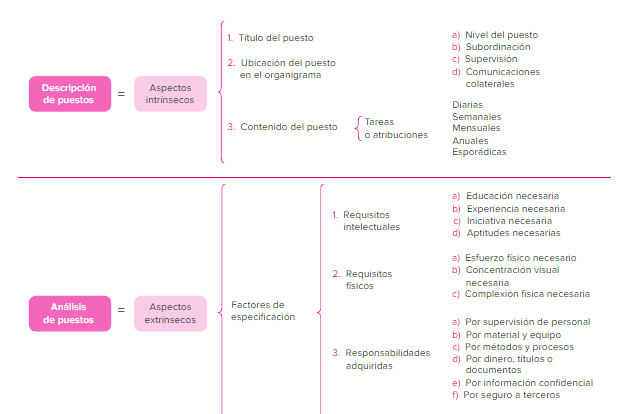 Descripción
de puestos
=
Aspectos
intrínsecos
1. Título del puesto
2. Ubicación del puesto
en el organigrama
a) Nivel del puesto
b) Subordinación
c) Supervisión
d) Comunicaciones
colaterales
3. Contenido del puesto
Tareas
o atribuciones
Diarias
Semanales
Mensuales
Anuales
Esporádicas
Análisis
de puestos
=
Aspectos
extrínsecos
Factores de
especificación
1. Requisitos
intelectuales
a) Educación necesaria
b) Experiencia necesaria
c) Iniciativa necesaria
d) Aptitudes necesarias
2. Requisitos
físicos
a) Esfuerzo físico necesario
b) Concentración visual
necesaria
c) Complexión física necesaria
3. Responsabilidades
adquiridas
a) Por supervisión de personal
b) Por material y equipo
c) Por métodos y procesos
d) Por dinero, títulos o
documentos
e) Por información confidencial
f) Por seguro a terceros